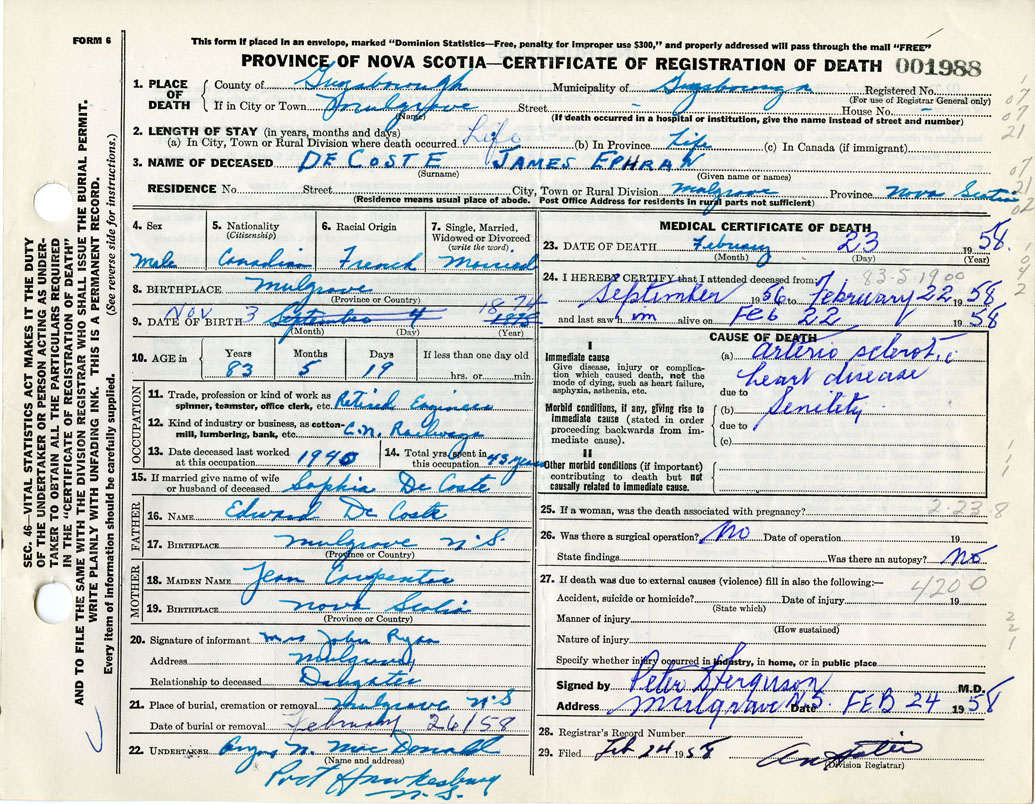 FORM 6
This form if placed in an envelope, marked "Dominion Statistics—Free, penalty for improper use $300," and properly addressed will pass through the mail "FREE"
PROVINCE OF NOVA SCOTIA—CERTIFICATE OF REGISTRATION OF DEATH 001988
1. PLACE OF DEATH
County of Guysborough Municipality of Guysborough Registered No.
(For use of Registrar General only)
If in City or Town Mulgrave Street - House No. -
(Name) (If death occurred in a hospital or institution, give the name instead of street and number)
07
07
21
2. LENGTH OF STAY (in years, months and days)
(a) In City, Town or Rural Division where death occurred Life (b) In Province Life (c) In Canada (if immigrant)
3. NAME OF DECEASED DE COSTE JAMES EPHRAM
(Surname) (Given name or names)
RESIDENCE No. Street City, Town or Rural Division Mulgrave Province Nova Scotia
(Residence means usual place of abode. Post Office Address for residents in rural parts not sufficient)
07
21
02
4. Sex 5. Nationality 6. Racial Origin 7. Single, Married,
(Citizenship) Widowed or Divorced
(write the word).
Male Canadian French Married
8. BIRTHPLACE Mulgrave
(Province or Country)
Nov 3 1874
9. DATE OF BIRTH September 4 1875
(Month) (Day) (Year)
10. AGE in Years Months Days If less than one day old
83 5 19 hrs. or min.
OCCUPATION
11. Trade, profession or kind of work as
spinner, teamster, office clerk, etc. Retired Engineer
12. Kind of industry or business, as cotton-
mill, lumbering, bank, etc. C.N. Railways
13. Date deceased last worked at this occupation 1940 14. Total yrs. spent in this occupation 43 years
15. If married give name of wife
or husband of deceased Sophia De Coste
FATHER
16. NAME Edward De Coste
17. BIRTHPLACE Mulgrave N.S.
(Province or Country)
MOTHER
18. MAIDEN NAME Jean Carpenter
19. BIRTHPLACE Nova Scotia
(Province or Country)
20. Signature of informant Mrs John Ryan
Address Mulgrave
Relationship to deceased Daughter
21. Place of burial, cremation or removal Mulgrave N.S
Date of burial or removal February 26/58
22. UNDERTAKER N. MacDonald
(Name and address)
Port Hawkesbury
N.S.
MEDICAL CERTIFICATE OF DEATH
23. DATE OF DEATH February 23 1958.
(Month) (Day) (Year)
83.5 19 00
24. I HEREBY CERTIFY that I attended deceased from
September 1956 to February 22 1958
and last saw him alive on FEB 22 1958
CAUSE OF DEATH
I
Immediate cause
Give disease, injury or complication which caused death, not the mode of dying, such as heart failure, asphyxia, asthenia, etc.
(a) Arterio sclerotic
heart disease
due to
Morbid conditions, if any, giving rise to immediate cause (stated in order proceeding backwards from immediate cause).
(b) Senility
due to
(c)
II
Other morbid conditions (if important) contributing to death but not causally related to immediate cause.
25. If a woman, was the death associated with pregnancy? 2-23 8
26. Was there a surgical operation? No Date of operation 19
State findings Was there an autopsy? No
27. If death was due to external causes (violence) fill in also the following:—
4200
Accident, suicide or homicide? Date of injury 19
(State which)
Manner of injury
(How sustained)
Nature of injury
Specify whether injury occurred in industry, in home, or in public place
Signed by Peter S Ferguson M.D.
Address Mulgrave N.S. Date FEB 24 1958
28. Registrar's Record Number
29. Filed Feb 24 1958
(Division Registrar)
SEC. 46—VITAL STATISTICS ACT MAKES IT THE DUTY
OF THE UNDERTAKER OR PERSON ACTING AS UNDER-
TAKER TO OBTAIN ALL THE PARTICULARS REQUIRED
IN THE "CERTIFICATE OF REGISTRATION OF DEATH"
AND TO FILE THE SAME WITH THE DIVISION REGISTRAR WHO SHALL ISSUE THE BURIAL PERMIT.
WRITE PLAINLY WITH UNFADING INK. THIS IS A PERMANENT RECORD.
Every item of information should be carefully supplied. (See reverse side for instructions.)